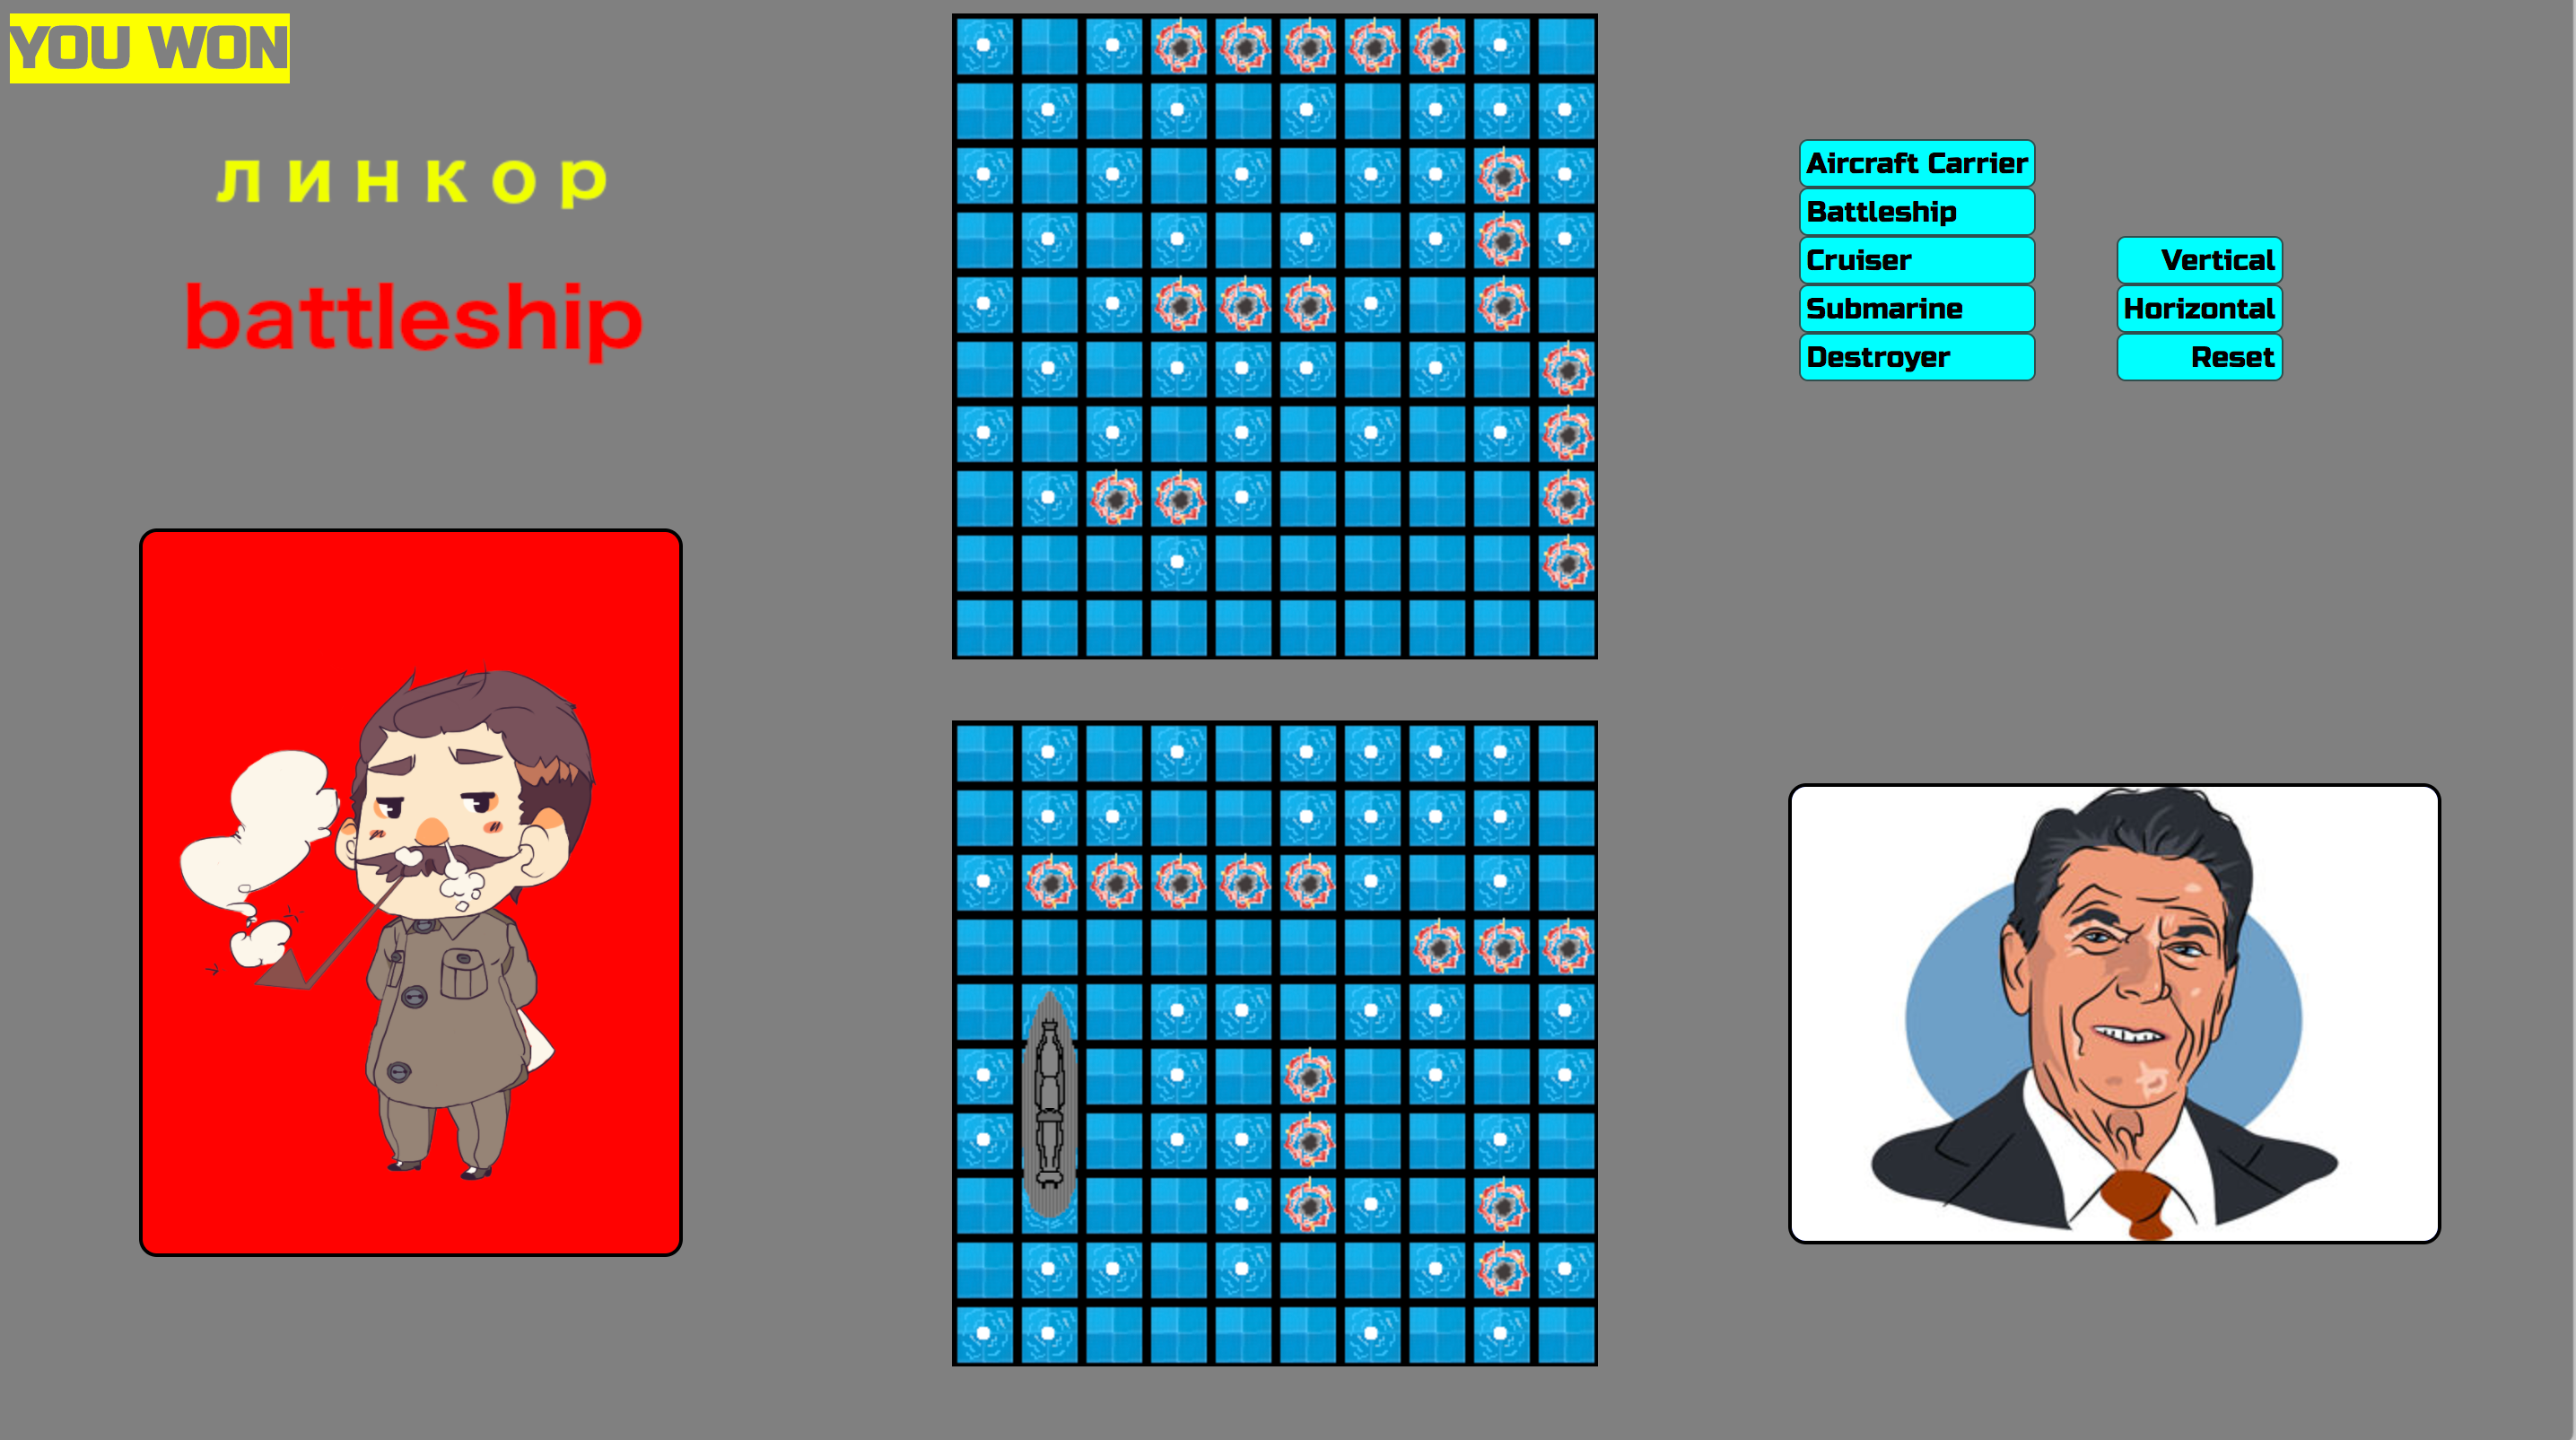 YOU WON
линкор
battleship
Aircraft Carrier
Battleship
Cruiser
Submarine
Destroyer
Vertical
Horizontal
Reset